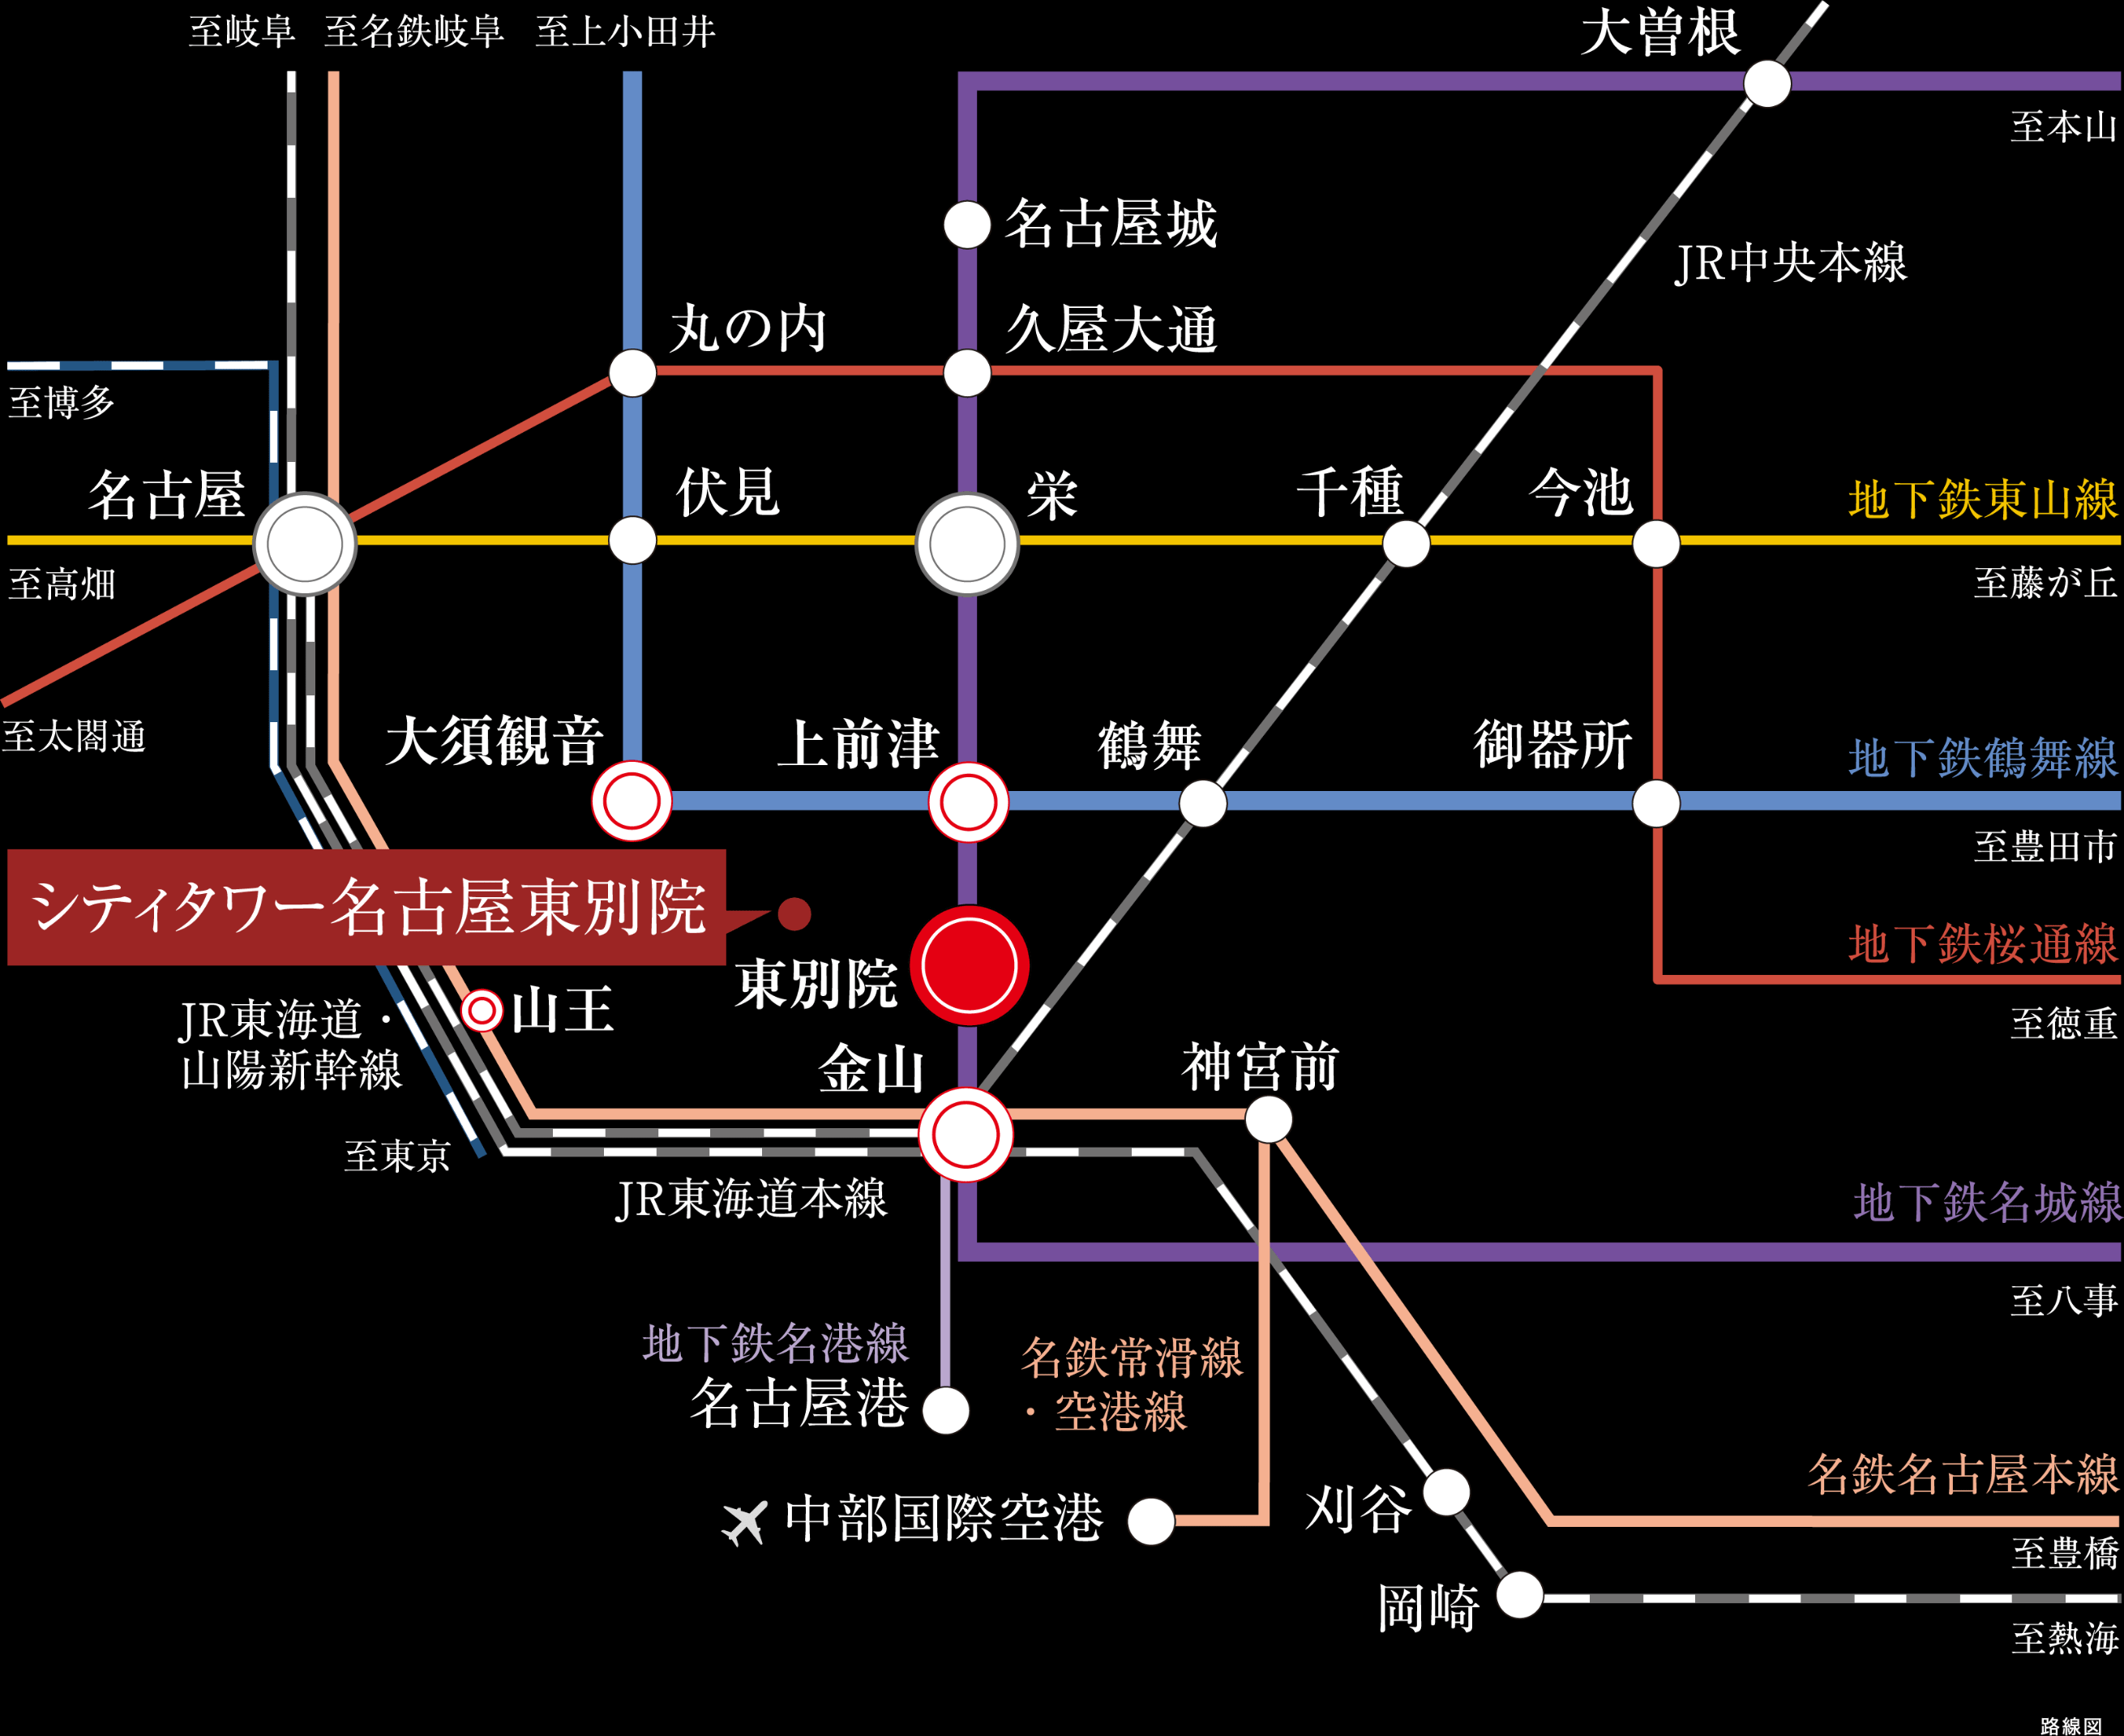 至岐阜
至名鉄岐阜
至上小田井
大曽根
至本山
名古屋城
JR中央本線
丸の内
久屋大通
至博多
名古屋
伏見
栄
千種
今池
地下鉄東山線
至高畑
至藤が丘
至太閤通
大須観音
上前津
鶴舞
御器所
地下鉄鶴舞線
至豊田市
シティタワー名古屋東別院
地下鉄桜通線
東別院
山王
JR東海道・
山陽新幹線
至徳重
金山
神宮前
至東京
JR東海道本線
地下鉄名城線
至八事
地下鉄名港線
名古屋港
名鉄常滑線
・空港線
名鉄名古屋本線
中部国際空港
刈谷
至豊橋
岡崎
至熱海
路線図